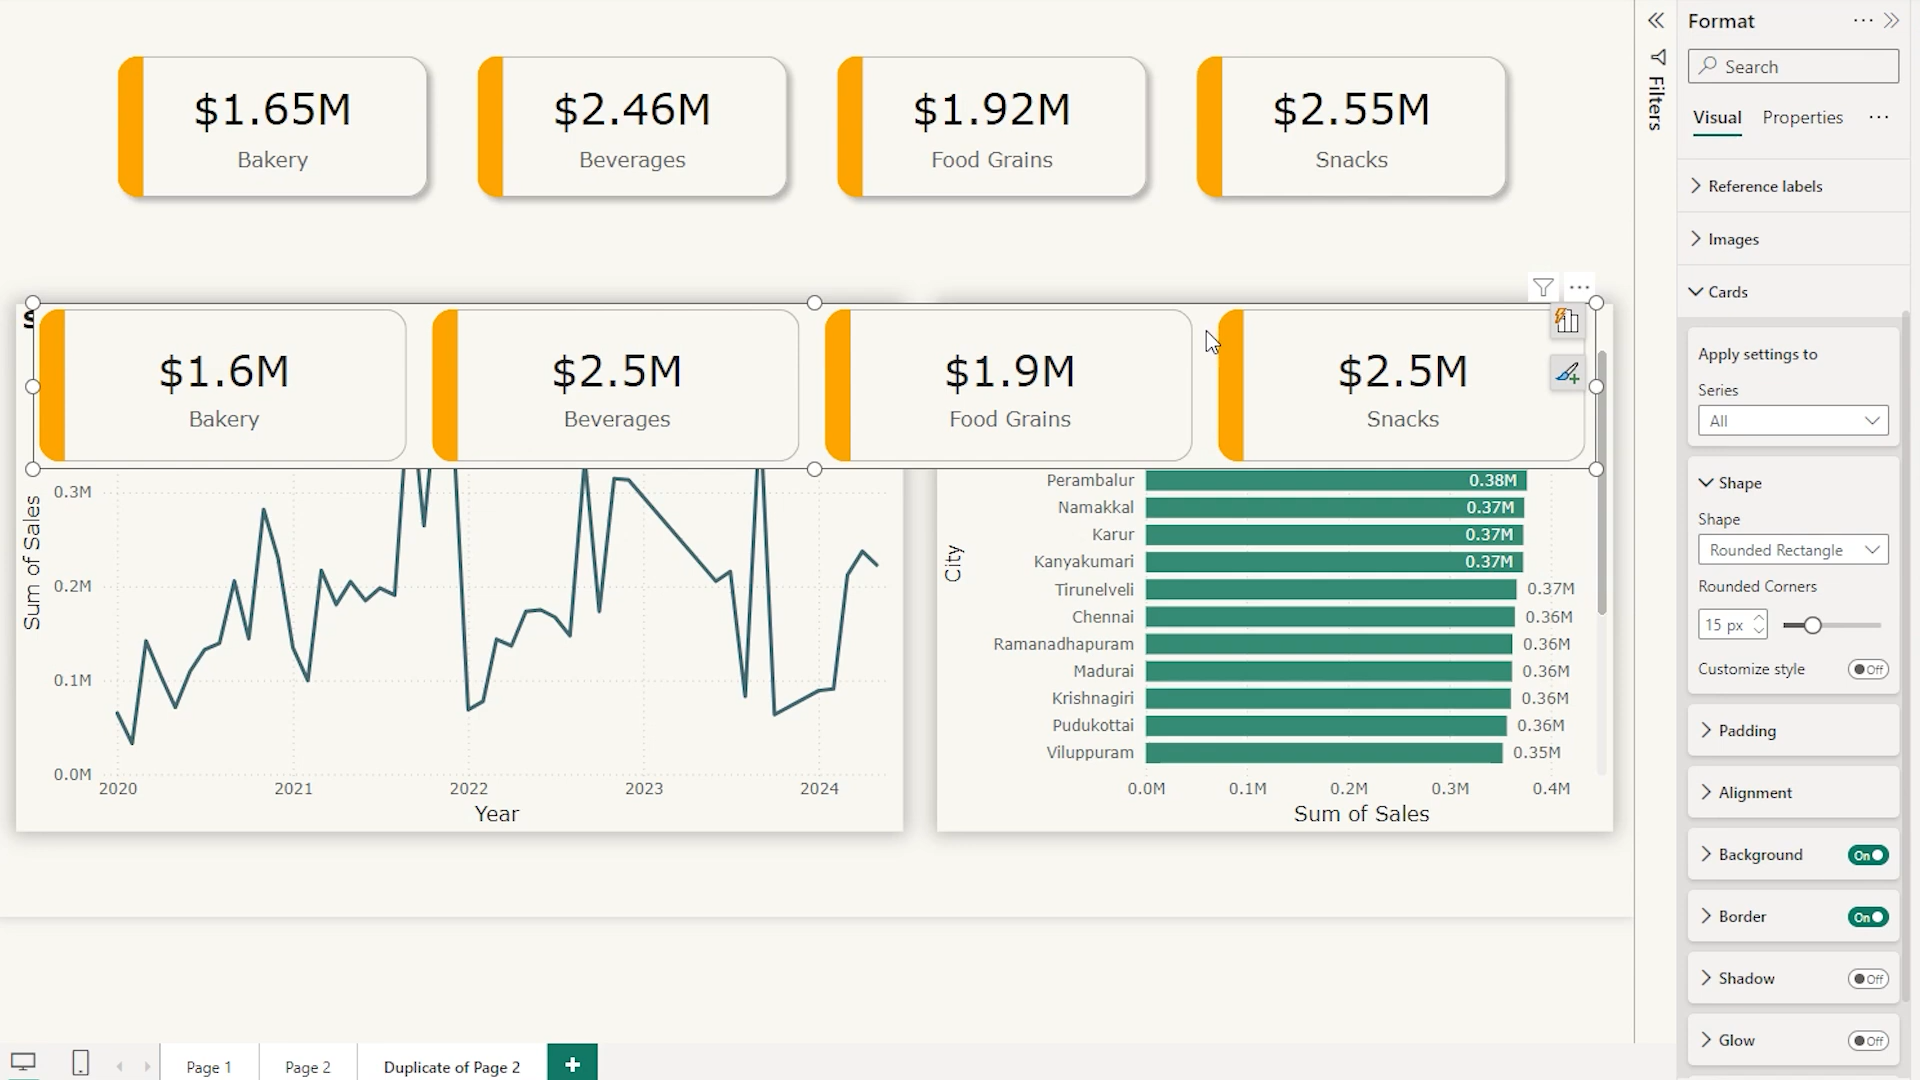 $1.65M
Bakery
$2.46M
Beverages
$1.92M
Food Grains
$2.55M
Snacks
$1.6M
Bakery
$2.5M
Beverages
$1.9M
Food Grains
$2.5M
Snacks
Sum of Sales
0.3M
0.2M
0.1M
0.0M
2020
2021
2022
2023
2024
Year
City
Perambalur
0.38M
Namakkal
0.37M
Karur
0.37M
Kanyakumari
0.37M
Tirunelveli
0.37M
Chennai
0.36M
Ramanadhapuram
0.36M
Madurai
0.36M
Krishnagiri
0.36M
Pudukottai
0.36M
Viluppuram
0.35M
0.0M
0.1M
0.2M
0.3M
0.4M
Sum of Sales
Filters
Format
Search
Visual
Properties
Reference labels
Images
Cards
Apply settings to
Series
All
Shape
Shape
Rounded Rectangle
Rounded Corners
15 px
Customize style
Off
Padding
Alignment
Background
On
Border
On
Shadow
Off
Glow
Off
Page 1
Page 2
Duplicate of Page 2